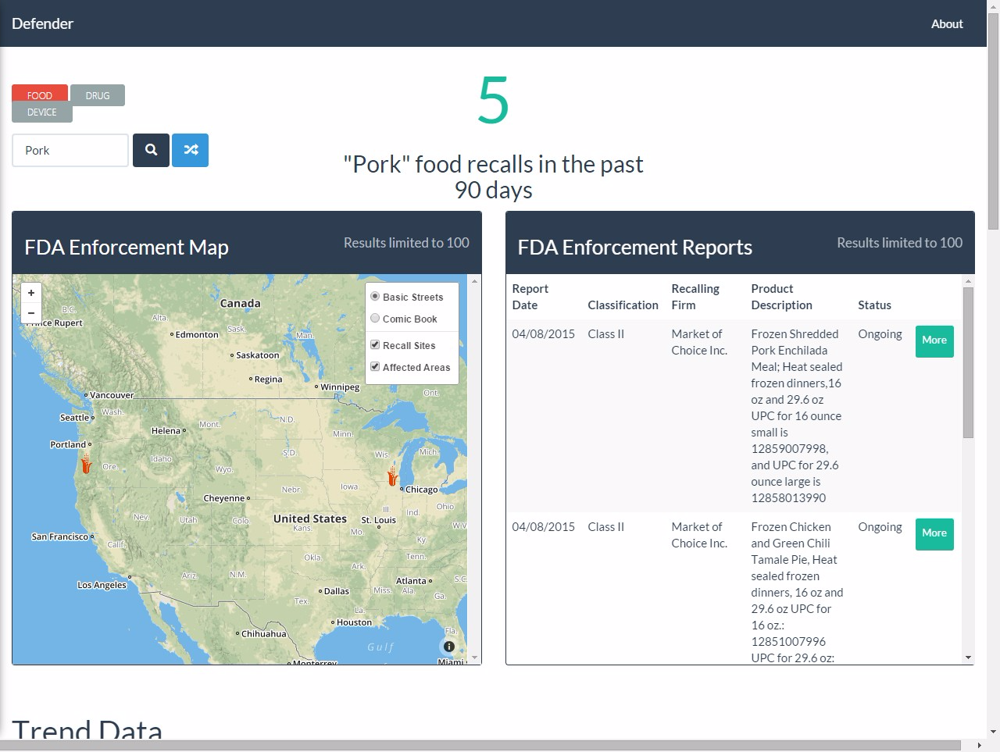 Defender
About
FOOD
DRUG
DEVICE
Pork
5
"Pork" food recalls in the past
90 days
FDA Enforcement Map
Results limited to 100
+
−
Basic Streets
Comic Book
Recall Sites
Affected Areas
Canada
B.C.
Prince Rupert
Alta.
Edmonton
Sask.
Man.
Saskatoon
Regina
Winnipeg
Ont.
Vancouver
Seattle
Wash.
Helena
Mont.
N.D.
Minn.
Portland
Ore.
Idaho
S.D.
Wis.
Mich.
Wyo.
Iowa
Chicago
Cheyenne
Nebr.
Ill.
Ind.
Ohio
Nev.
Utah
Colo.
United States
Kans.
St. Louis
Mo.
W.V
San Francisco
Calif.
Ky.
Okla.
Tenn.
Ark.
Los Angeles
Ariz.
N.M.
Atlanta
S.C.
Dallas
Miss.
Ala.
Ga.
Tex.
La.
Houston
Chihuahua
Fla.
Gulf
Monterrey
Miami
FDA Enforcement Reports
Results limited to 100
Report
Date
Classification
Recalling
Firm
Product
Description
Status
04/08/2015
Class II
Market of
Choice Inc.
Frozen Shredded
Pork Enchilada
Meal; Heat sealed
frozen dinners,16
oz and 29.6 oz
UPC for 16 ounce
small is
12859007998,
and UPC for 29.6
ounce large is
12858013990
Ongoing
More
04/08/2015
Class II
Market of
Choice Inc.
Frozen Chicken
and Green Chili
Tamale Pie, Heat
sealed frozen
dinners, 16 oz and
29.6 oz UPC for
16 oz.:
12851007996
UPC for 29.6 oz:
Ongoing
More
Trend Data